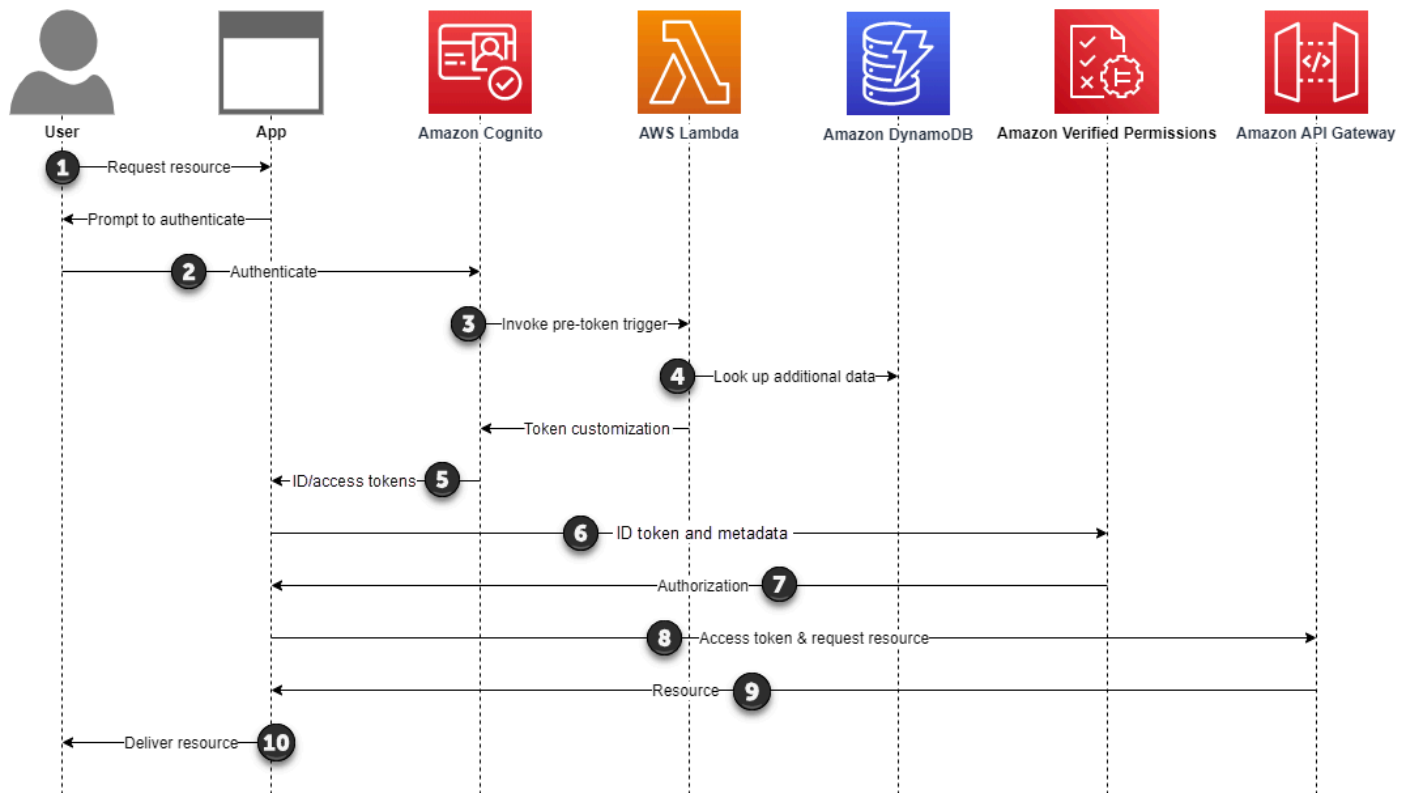 User
App
Amazon Cognito
AWS Lambda
Amazon DynamoDB
Amazon Verified Permissions
Amazon API Gateway
1 Request resource
Prompt to authenticate
2 Authenticate
3 Invoke pre-token trigger
4 Look up additional data
Token customization
ID/access tokens 5
6 ID token and metadata
Authorization 7
8 Access token & request resource
Resource 9
Deliver resource 10